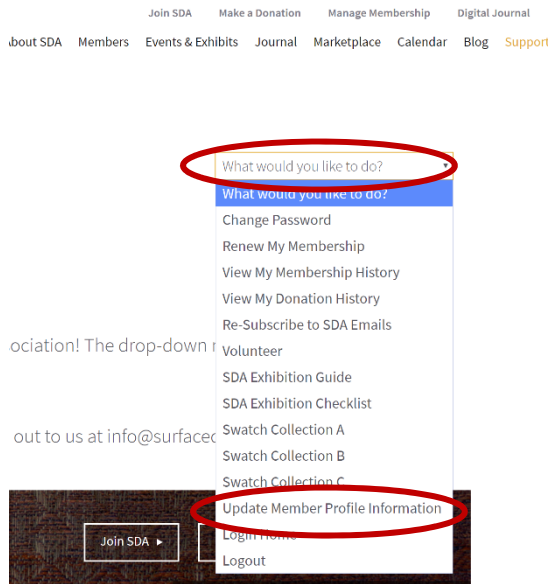 Join SDA Make a Donation Manage Membership Digital Journal
About SDA Members Events & Exhibits Journal Marketplace Calendar Blog Support
What would you like to do?
What would you like to do?
Change Password
Renew My Membership
View My Membership History
View My Donation History
Re-Subscribe to SDA Emails
ociation! The drop-down
Volunteer
SDA Exhibition Guide
SDA Exhibition Checklist
out to us at info@surfaced
Swatch Collection A
Swatch Collection B
Swatch Collection C
Update Member Profile Information
Join SDA ▸
Login Home
Logout